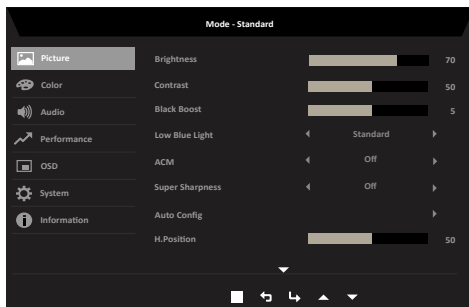 Mode - Standard
Picture
Brightness 70
Color
Contrast 50
Audio
Black Boost 5
Performance
Low Blue Light Standard
OSD
ACM Off
System
Super Sharpness Off
Information
Auto Config
H.Position 50